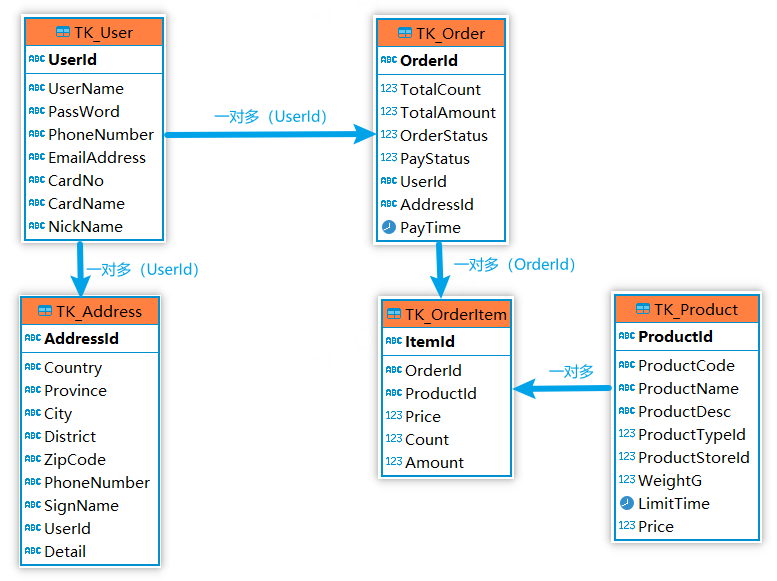 TK_User
ABC UserId
ABC UserName
ABC PassWord
ABC PhoneNumber
ABC EmailAddress
ABC CardNo
ABC CardName
ABC NickName
一对多（UserId）
TK_Order
ABC OrderId
123 TotalCount
123 TotalAmount
123 OrderStatus
123 PayStatus
ABC UserId
ABC AddressId
PayTime
一对多（UserId）
一对多（OrderId）
TK_Address
ABC AddressId
ABC Country
ABC Province
ABC City
ABC District
ABC ZipCode
ABC PhoneNumber
ABC SignName
ABC UserId
ABC Detail
TK_OrderItem
ABC ItemId
ABC OrderId
ABC ProductId
123 Price
123 Count
123 Amount
一对多
TK_Product
ABC ProductId
ABC ProductCode
ABC ProductName
ABC ProductDesc
123 ProductTypeId
123 ProductStoreId
123 WeightG
LimitTime
123 Price